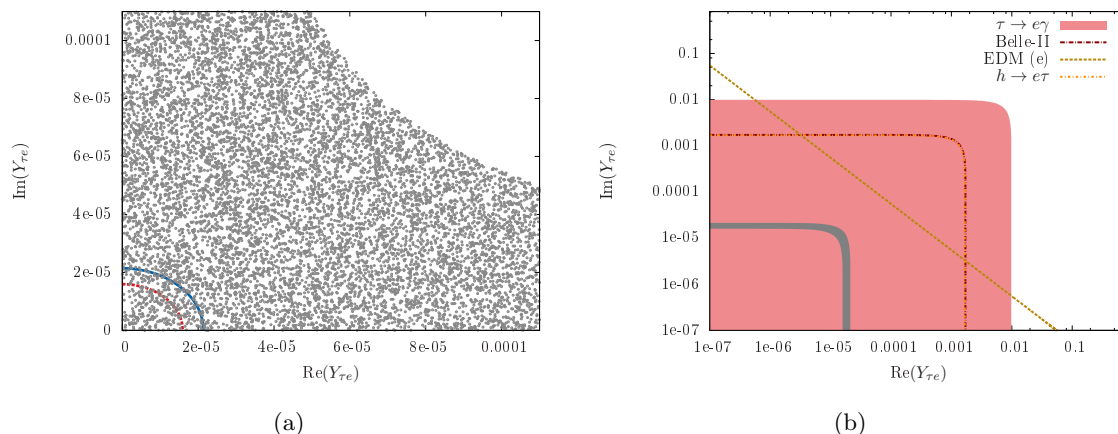 0.0001
8e-05
6e-05
4e-05
2e-05
0
Im(Yτe)
0 2e-05 4e-05 6e-05 8e-05 0.0001
Re(Yτe)
(a)
τ → eγ
Belle-II
EDM (e)
h → eτ
0.1
0.01
0.001
0.0001
1e-05
1e-06
1e-07
Im(Yτe)
1e-07 1e-06 1e-05 0.0001 0.001 0.01 0.1
Re(Yτe)
(b)